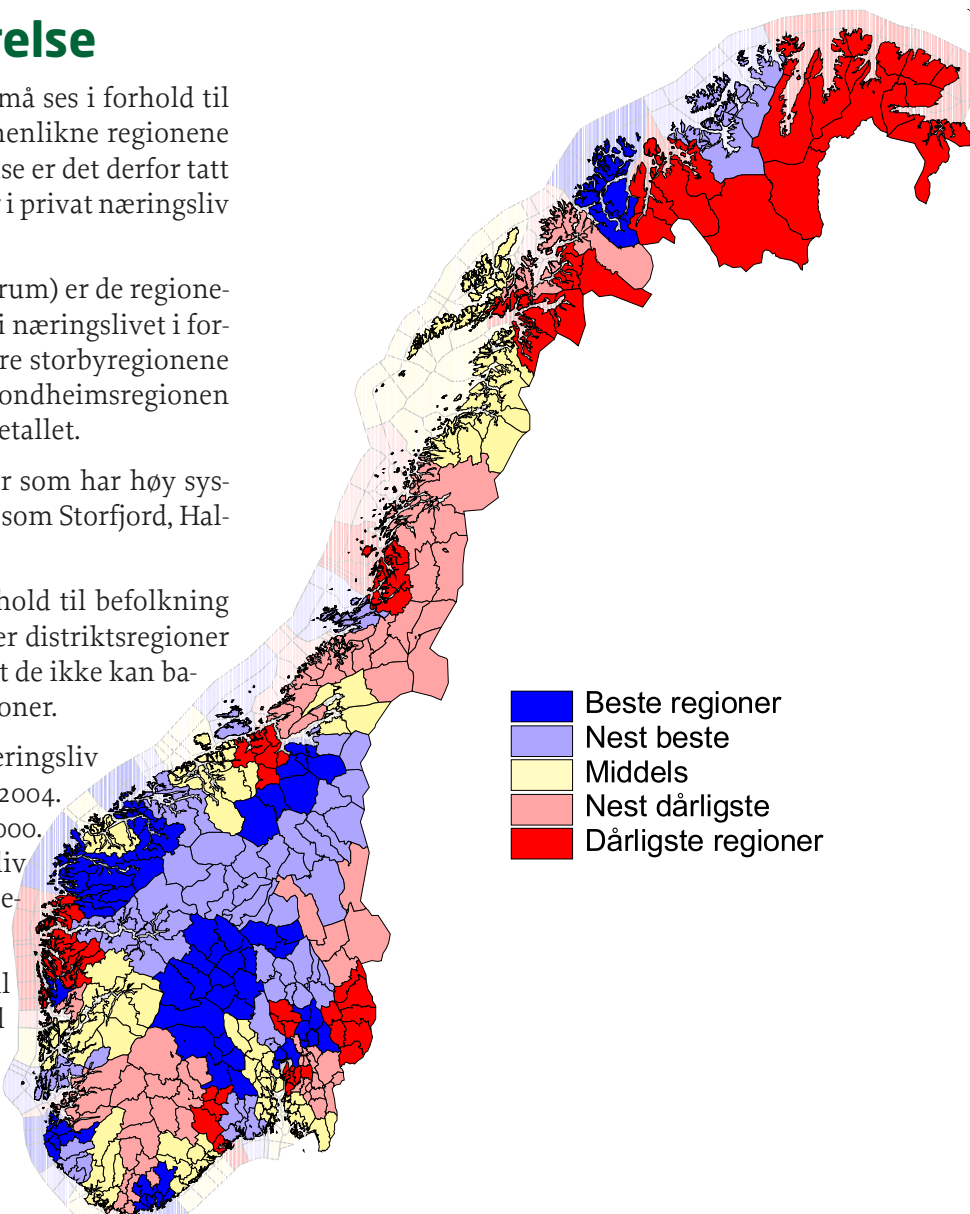 relse
må ses i forhold til
nenlikne regionene
se er det derfor tatt
i privat næringsliv
rum) er de regione-
i næringslivet i for-
re storbyregionene
ondheimsregionen
etallet.
r som har høy sys-
som Storfjord, Hal-
hold til befolkning
er distriktsregioner
t de ikke kan ba-
oner.
eringsliv
2004.
000.
liv
e-
l
l
Beste regioner
Nest beste
Middels
Nest dårligste
Dårligste regioner